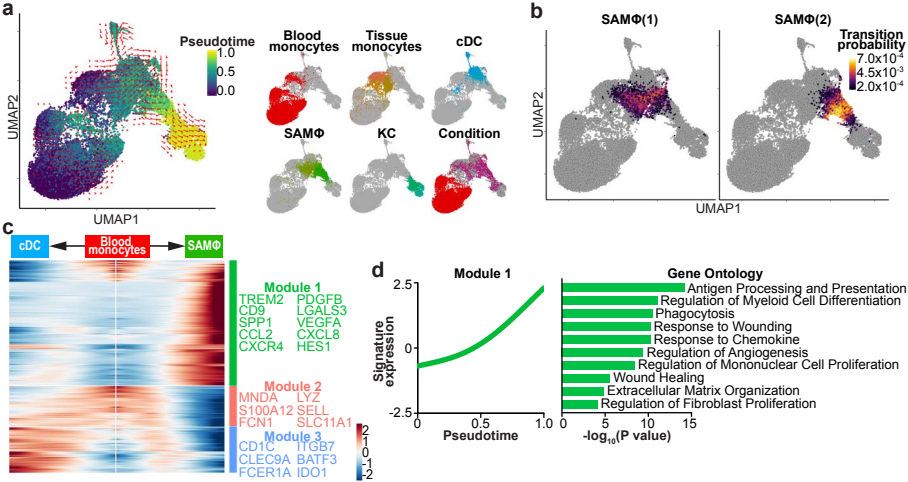 a
Pseudotime
1.0
0.5
0.0
UMAP2
UMAP1
Blood
monocytes
Tissue
monocytes
cDC
SAMΦ
KC
Condition
b
SAMΦ(1)
SAMΦ(2)
Transition
probability
7.0x10⁻⁴
4.5x10⁻³
2.0x10⁻⁴
UMAP2
UMAP1
c
cDC
Blood
monocytes
SAMΦ
Module 1
TREM2 PDGFB
CD9 LGALS3
SPP1 VEGFA
CCL2 CXCL8
CXCR4 HES1
Module 2
MNDA LYZ
S100A12 SELL
FCN1 SLC11A1
Module 3
CD1C ITGB7
CLEC9A BATF3
FCER1A IDO1
2
1
0
-1
-2
d
Module 1
Signature
expression
2.5
0
-2.5
0 0.5 1.0
Pseudotime
Gene Ontology
Antigen Processing and Presentation
Regulation of Myeloid Cell Differentiation
Phagocytosis
Response to Wounding
Response to Chemokine
Regulation of Angiogenesis
Regulation of Mononuclear Cell Proliferation
Wound Healing
Extracellular Matrix Organization
Regulation of Fibroblast Proliferation
0 5 10 15
-log₁₀(P value)